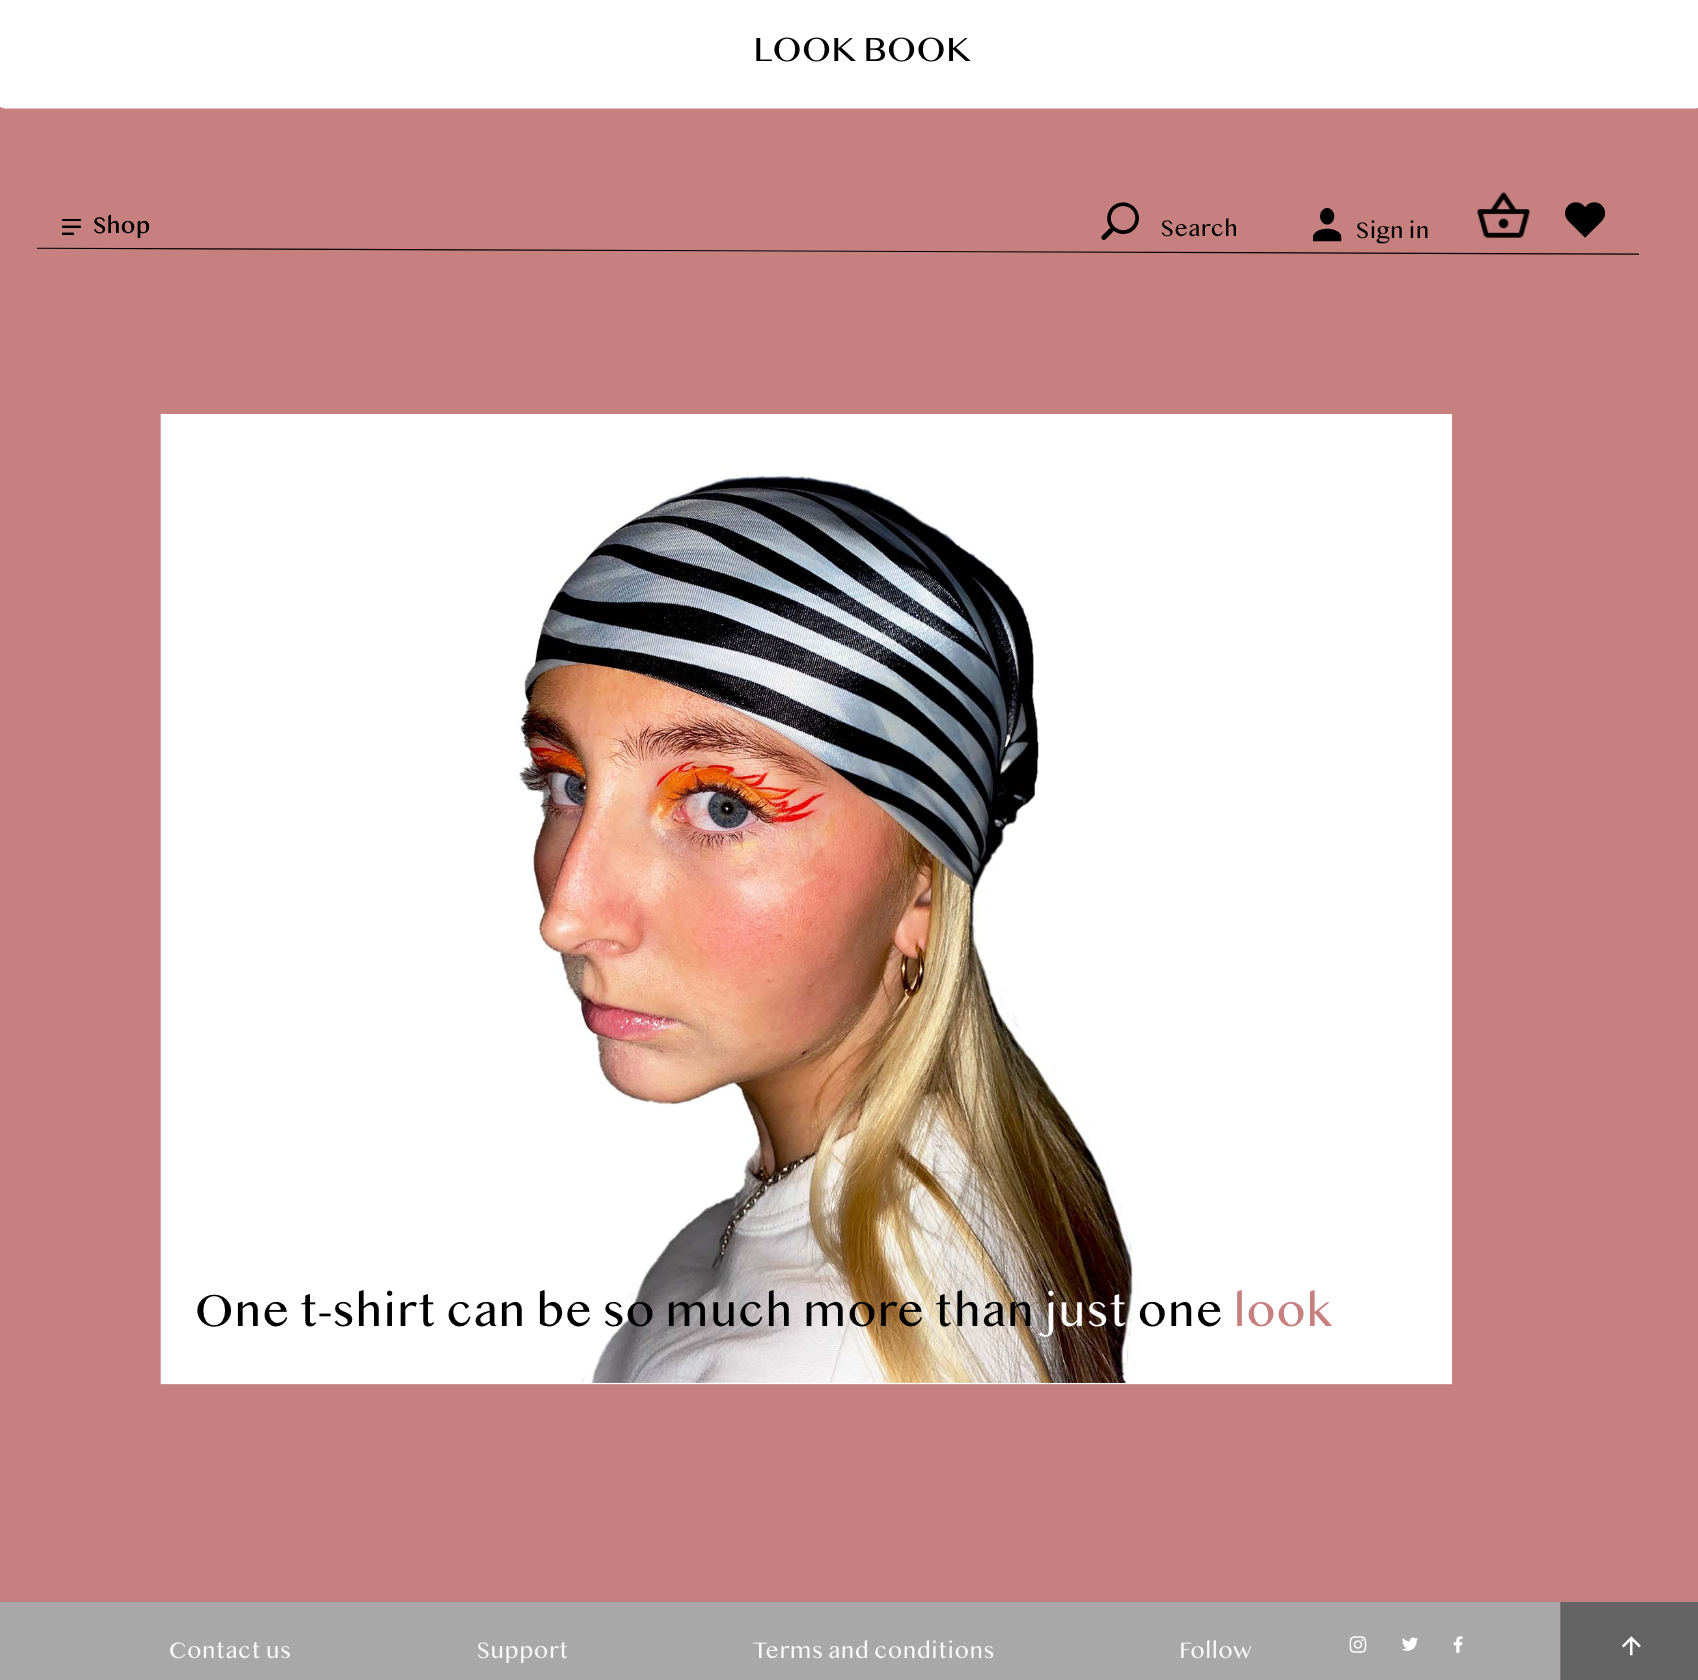 LOOK BOOK
Shop
Search
Sign in
One t-shirt can be so much more than just one look
Contact us
Support
Terms and conditions
Follow